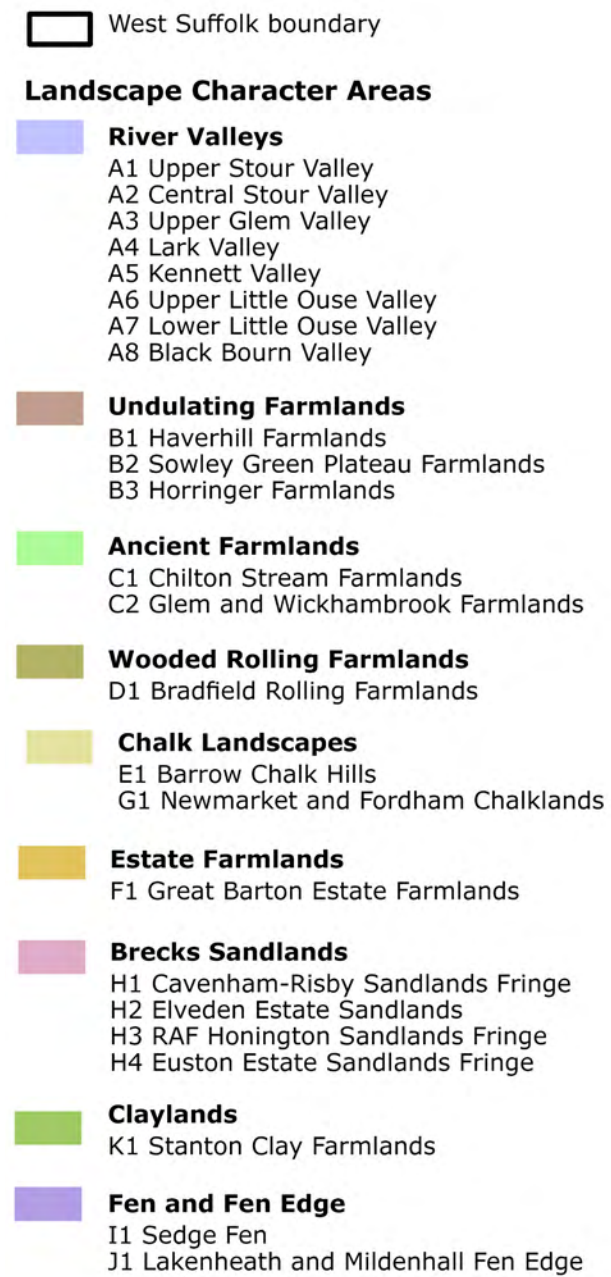 West Suffolk boundary
Landscape Character Areas
River Valleys
A1 Upper Stour Valley
A2 Central Stour Valley
A3 Upper Glem Valley
A4 Lark Valley
A5 Kennett Valley
A6 Upper Little Ouse Valley
A7 Lower Little Ouse Valley
A8 Black Bourn Valley
Undulating Farmlands
B1 Haverhill Farmlands
B2 Sowley Green Plateau Farmlands
B3 Horringer Farmlands
Ancient Farmlands
C1 Chilton Stream Farmlands
C2 Glem and Wickhambrook Farmlands
Wooded Rolling Farmlands
D1 Bradfield Rolling Farmlands
Chalk Landscapes
E1 Barrow Chalk Hills
G1 Newmarket and Fordham Chalklands
Estate Farmlands
F1 Great Barton Estate Farmlands
Brecks Sandlands
H1 Cavenham-Risby Sandlands Fringe
H2 Elveden Estate Sandlands
H3 RAF Honington Sandlands Fringe
H4 Euston Estate Sandlands Fringe
Claylands
K1 Stanton Clay Farmlands
Fen and Fen Edge
I1 Sedge Fen
J1 Lakenheath and Mildenhall Fen Edge